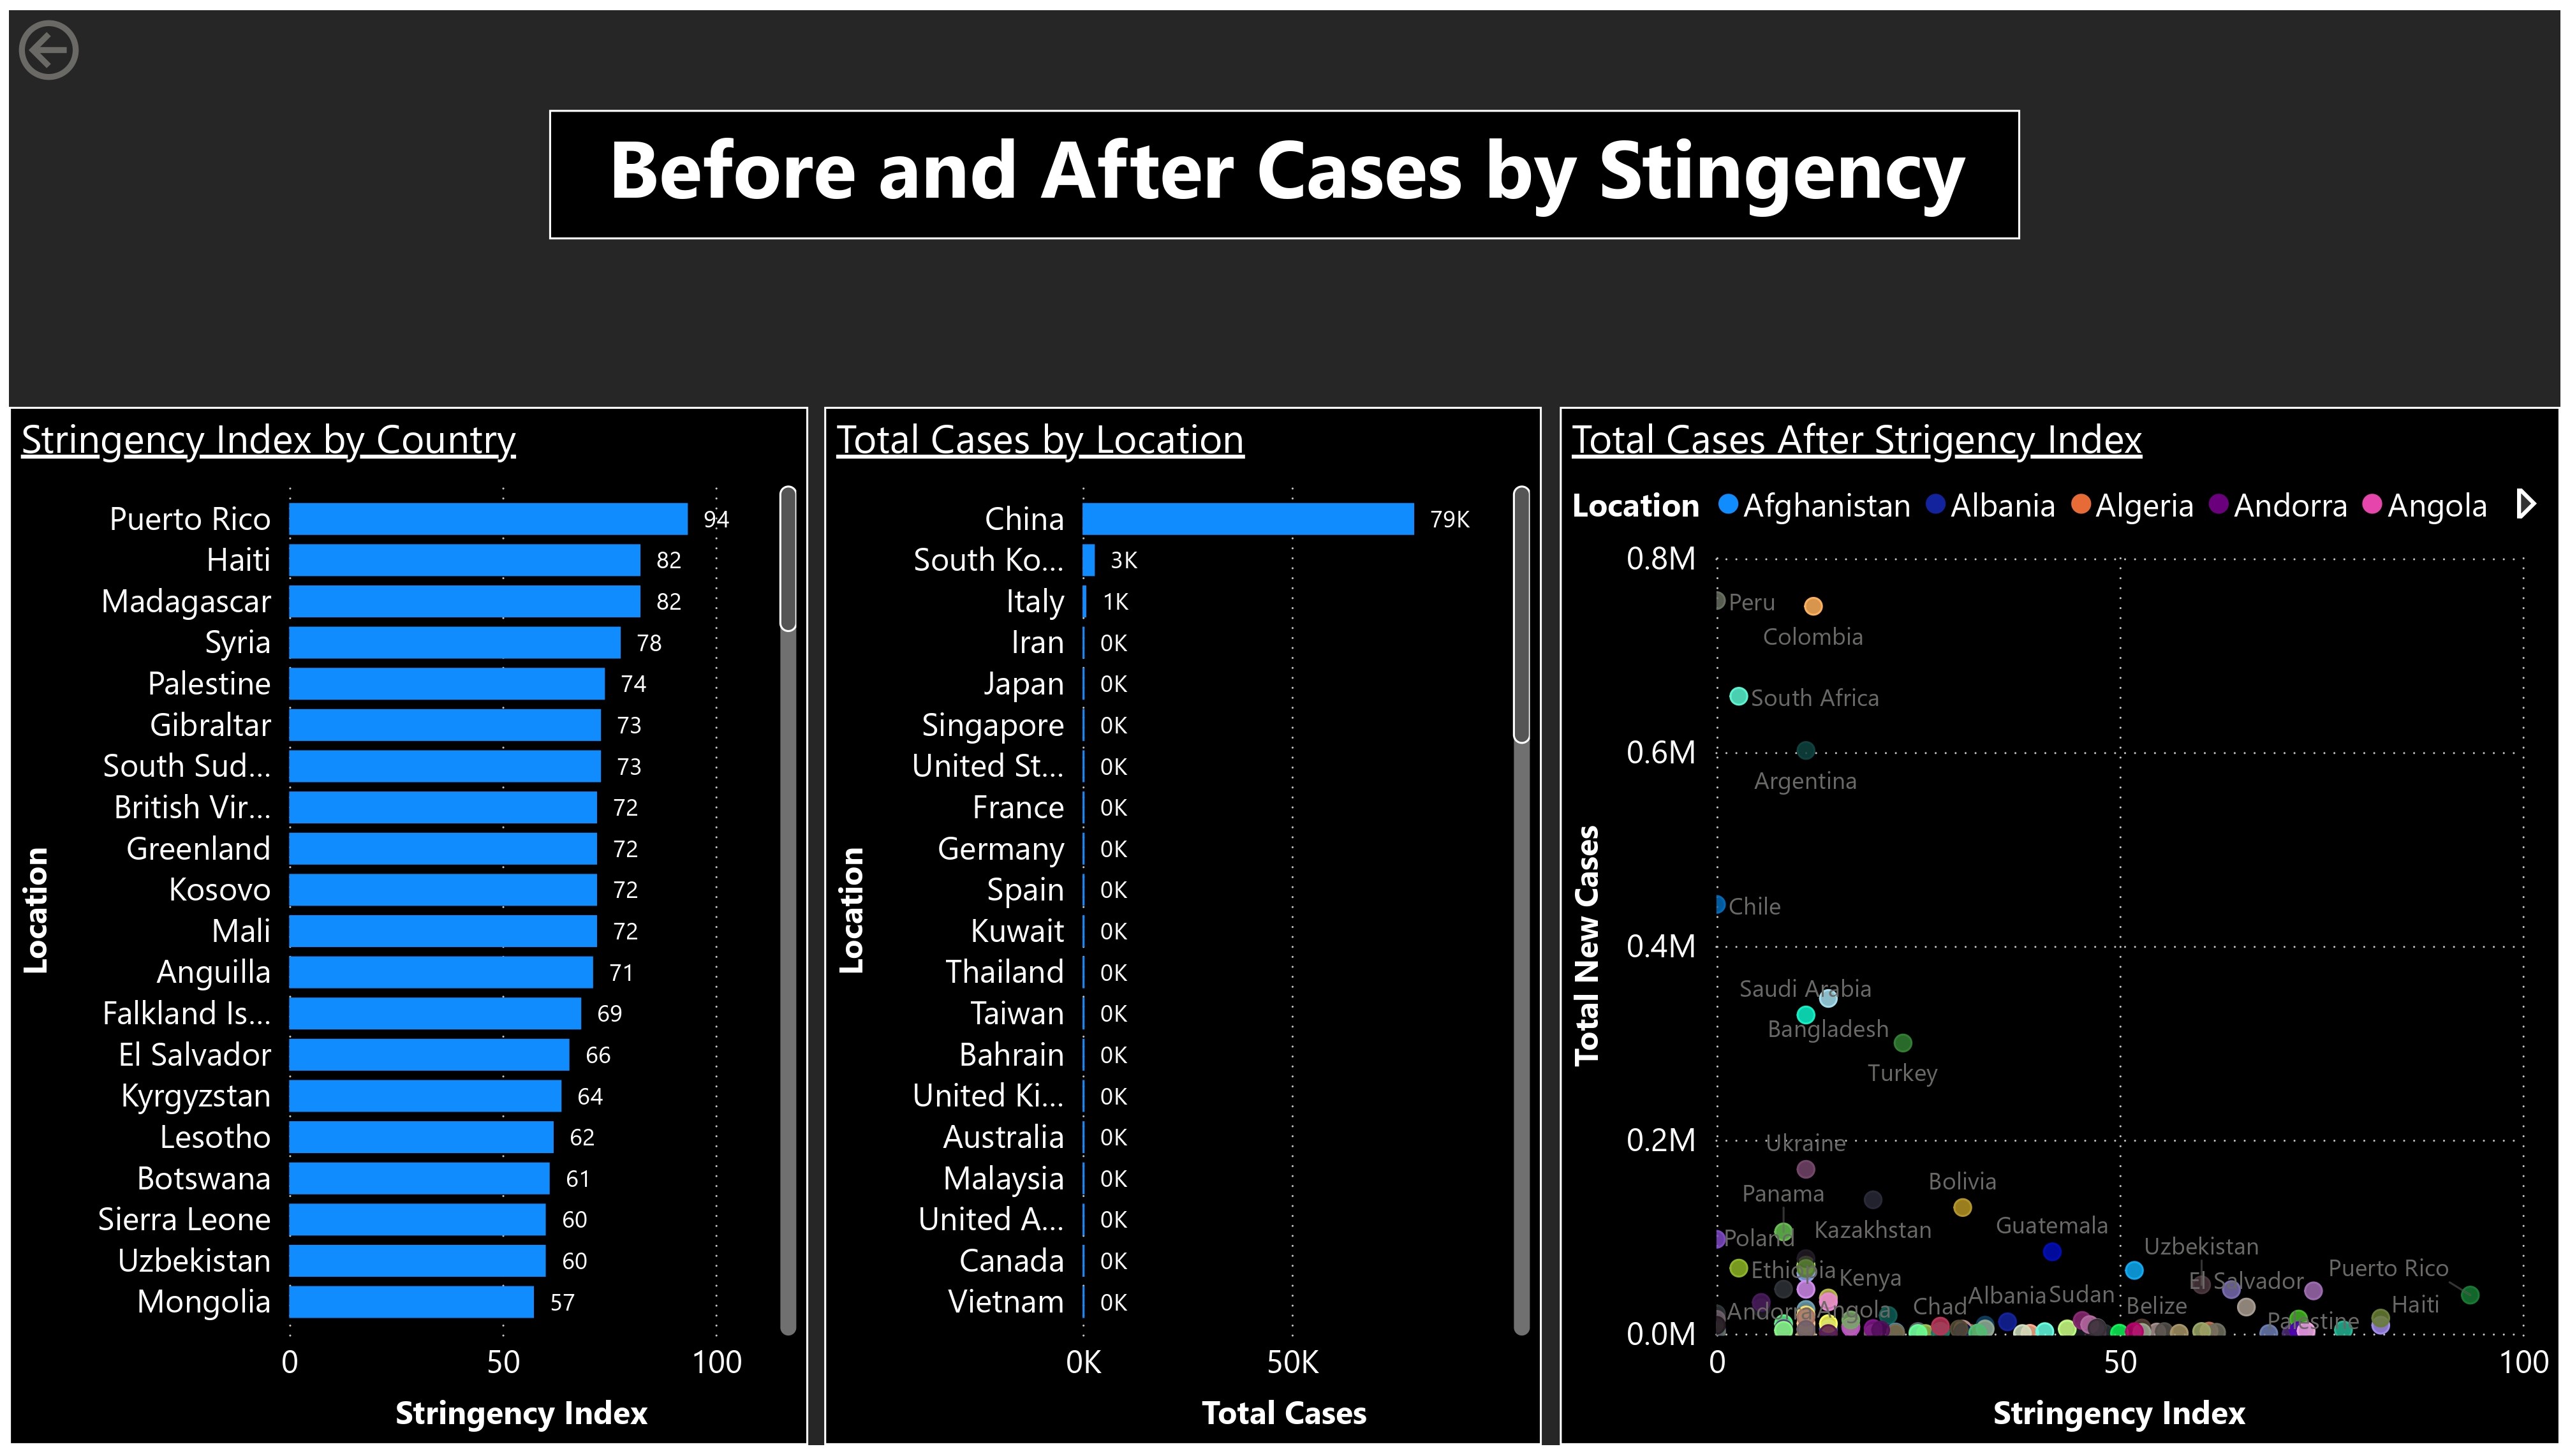 Before and After Cases by Stingency
Stringency Index by Country
Location
Puerto Rico 94
Haiti 82
Madagascar 82
Syria 78
Palestine 74
Gibraltar 73
South Sud... 73
British Vir... 72
Greenland 72
Kosovo 72
Mali 72
Anguilla 71
Falkland Is... 69
El Salvador 66
Kyrgyzstan 64
Lesotho 62
Botswana 61
Sierra Leone 60
Uzbekistan 60
Mongolia 57
0 50 100
Stringency Index
Total Cases by Location
Location
China 79K
South Ko... 3K
Italy 1K
Iran 0K
Japan 0K
Singapore 0K
United St... 0K
France 0K
Germany 0K
Spain 0K
Kuwait 0K
Thailand 0K
Taiwan 0K
Bahrain 0K
United Ki... 0K
Australia 0K
Malaysia 0K
United A... 0K
Canada 0K
Vietnam 0K
0K 50K
Total Cases
Total Cases After Strigency Index
Location Afghanistan Albania Algeria Andorra Angola
Total New Cases
0.8M
Peru
Colombia
South Africa
0.6M
Argentina
Chile
0.4M
Saudi Arabia
Bangladesh
Turkey
0.2M
Ukraine
Bolivia
Panama
Guatemala
Kazakhstan
Poland
Uzbekistan
Puerto Rico
Ethiopia
Kenya
El Salvador
Albania
Sudan
Haiti
Chad
Belize
Andorra
Angola
Palestine
0.0M
0 50 100
Stringency Index